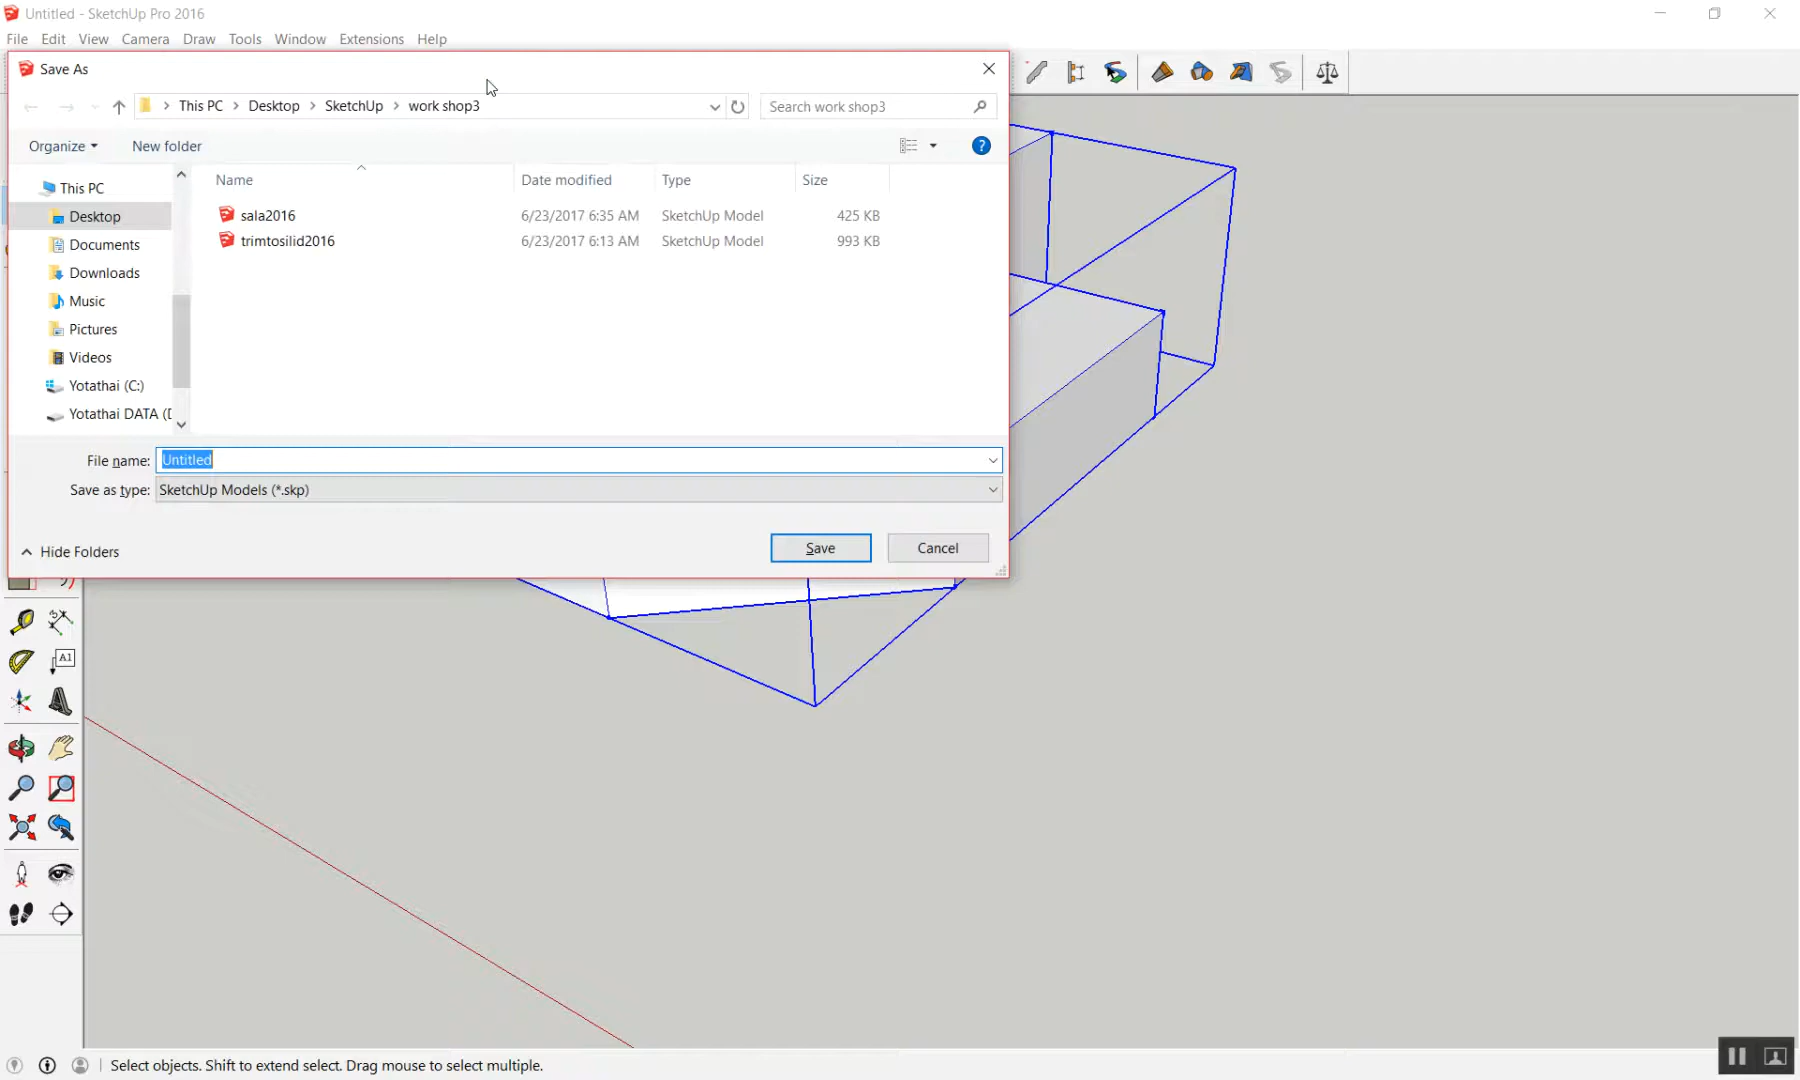 Untitled - SketchUp Pro 2016
File Edit View Camera Draw Tools Window Extensions Help
Save As
This PC Desktop SketchUp work shop3
Search work shop3
Organize New folder
Name Date modified Type Size
This PC
Desktop
Documents
Downloads
Music
Pictures
Videos
Yotathai (C:)
Yotathai DATA (D
sala2016 6/23/2017 6:35 AM SketchUp Model 425 KB
trimtosilid2016 6/23/2017 6:13 AM SketchUp Model 993 KB
File name: Untitled
Save as type: SketchUp Models (*.skp)
Hide Folders
Save Cancel
A1
Select objects. Shift to extend select. Drag mouse to select multiple.